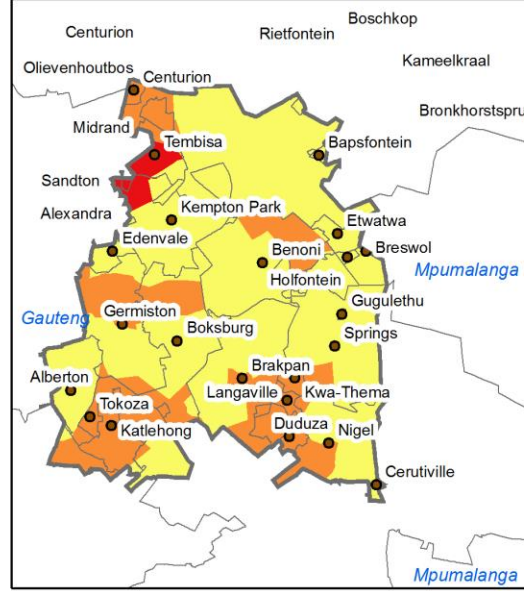 Boschkop
Centurion
Rietfontein
Kameelkraal
Olievenhoutbos
Centurion
Bronkhorstspru
Midrand
Tembisa
Bapsfontein
Sandton
Alexandra
Kempton Park
Etwatwa
Edenvale
Benoni
Breswol
Mpumalanga
Holfontein
Gugulethu
Gauteng
Germiston
Boksburg
Springs
Alberton
Brakpan
Langaville
Kwa-Thema
Tokoza
Katlehong
Duduza
Nigel
Cerutiville
Mpumalanga